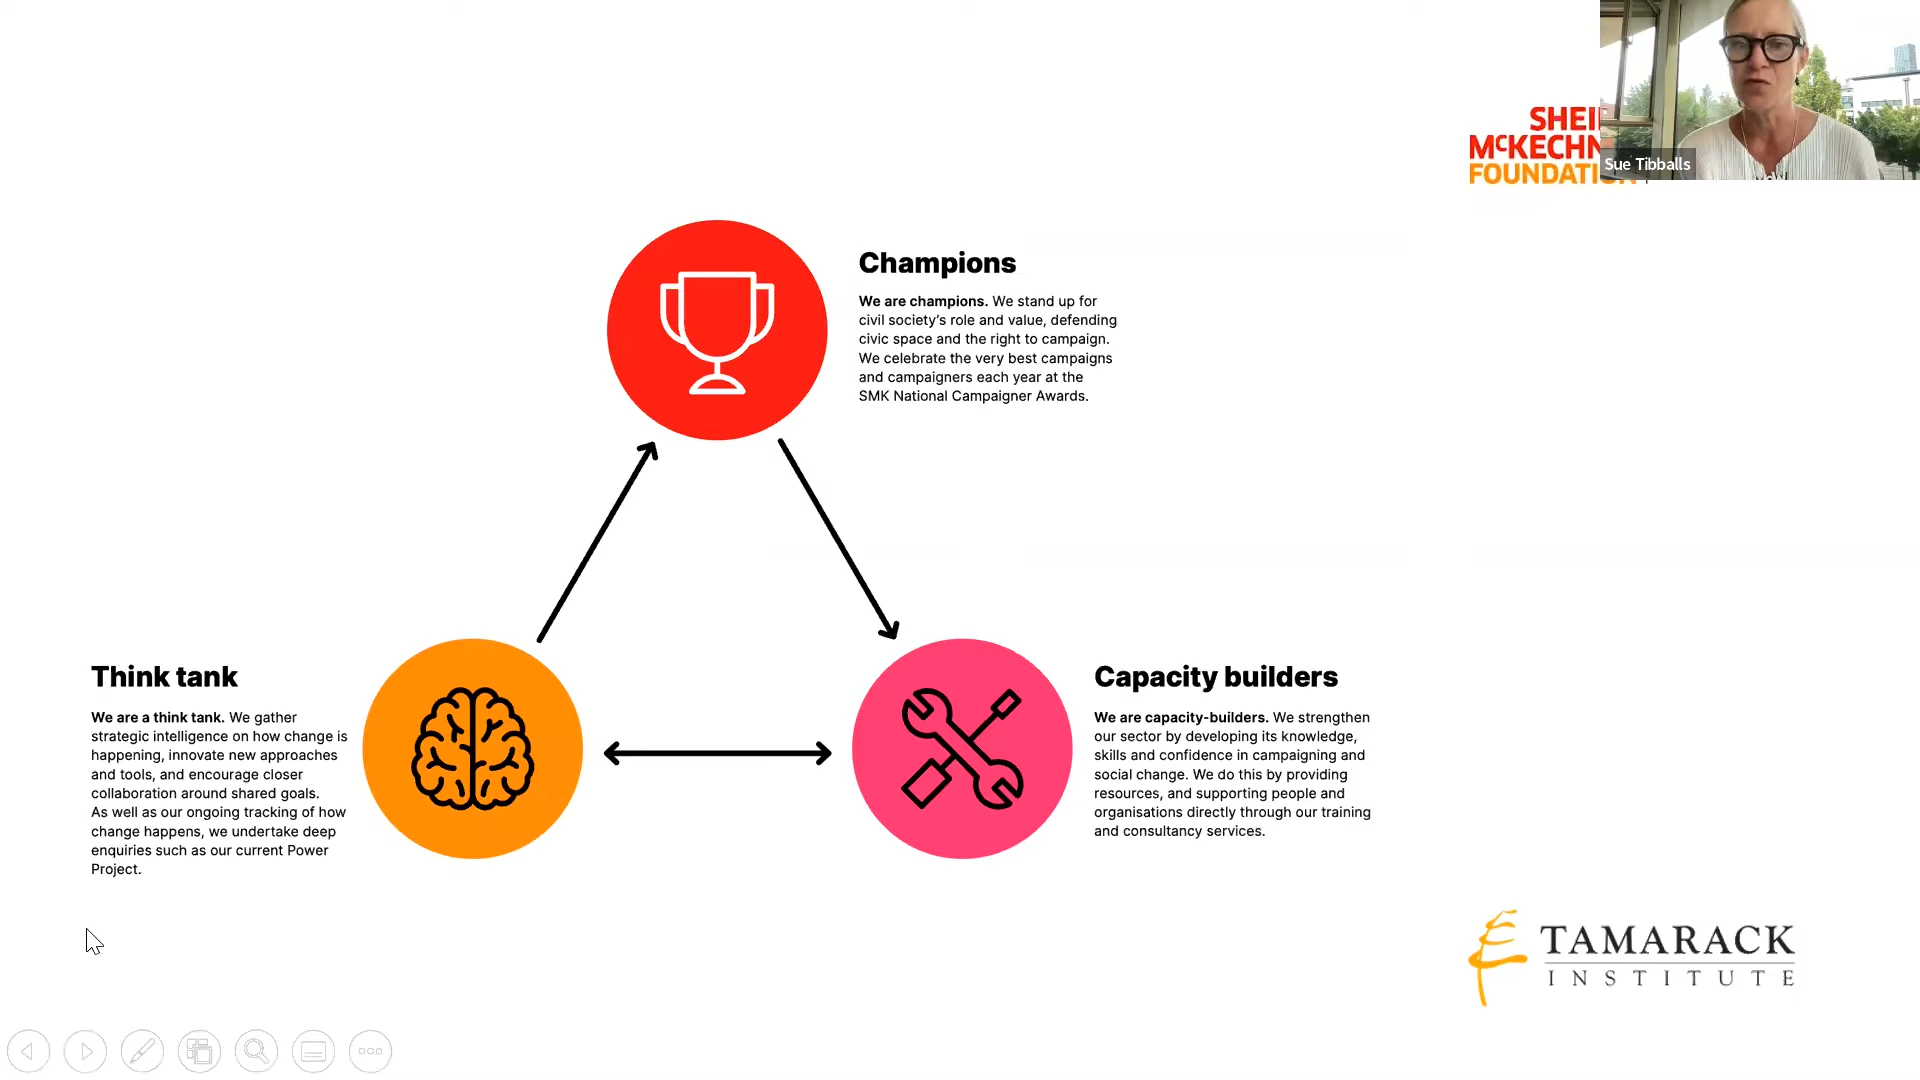 SHEI
McKECHN
FOUNDATI
Sue Tibballs
Champions
We are champions. We stand up for
civil society’s role and value, defending
civic space and the right to campaign.
We celebrate the very best campaigns
and campaigners each year at the
SMK National Campaigner Awards.
Think tank
We are a think tank. We gather
strategic intelligence on how change is
happening, innovate new approaches
and tools, and encourage closer
collaboration around shared goals.
As well as our ongoing tracking of how
change happens, we undertake deep
enquiries such as our current Power
Project.
Capacity builders
We are capacity-builders. We strengthen
our sector by developing its knowledge,
skills and confidence in campaigning and
social change. We do this by providing
resources, and supporting people and
organisations directly through our training
and consultancy services.
TAMARACK
INSTITUTE